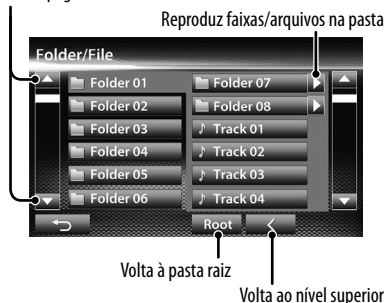 Reproduz faixas/arquivos na pasta
Folder/File
Folder 01
Folder 07
Folder 02
Folder 08
Folder 03
Track 01
Folder 04
Track 02
Folder 05
Track 03
Folder 06
Track 04
Root
Volta à pasta raiz
Volta ao nível superior